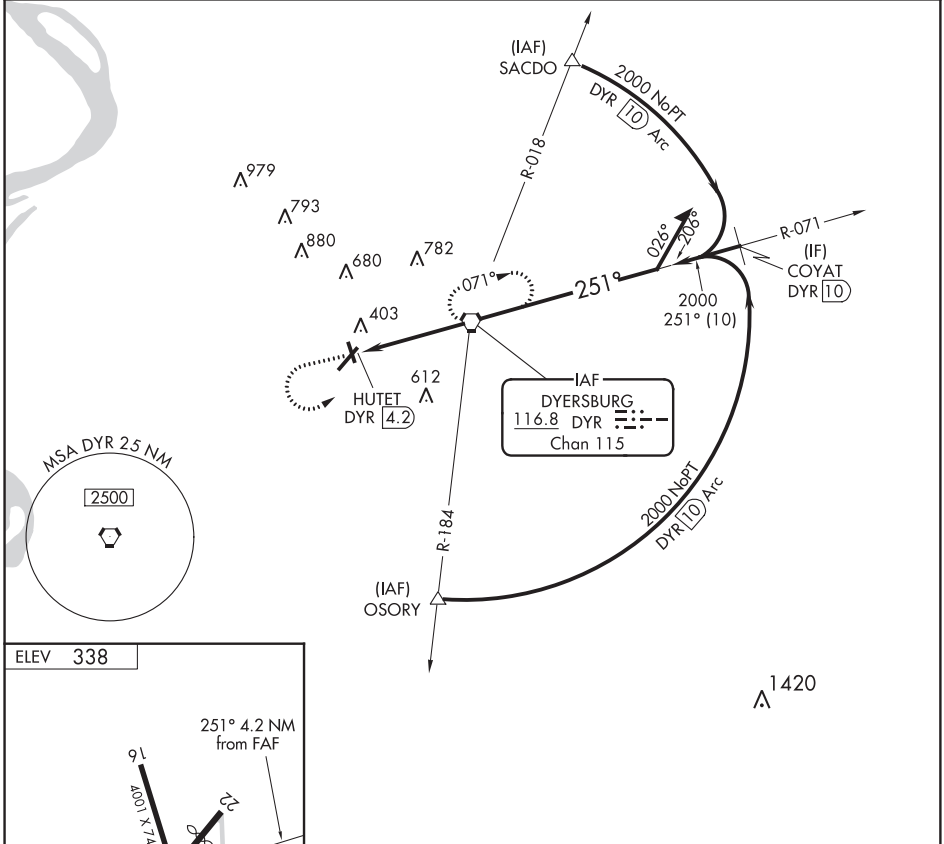 (IAF)
SACDO
2000 NoPT
DYR 10 Arc
R-018
979
793
880
680
782
403
612
071°
251°
026°
206°
R-071
(IF)
COYAT
DYR 10
2000
251° (10)
HUTET
DYR 4.2
IAF
DYERSBURG
116.8 DYR
Chan 115
MSA DYR 25 NM
2500
R-184
2000 NoPT
DYR 10 Arc
(IAF)
OSORY
1420
ELEV 338
251° 4.2 NM
from FAF
16
22